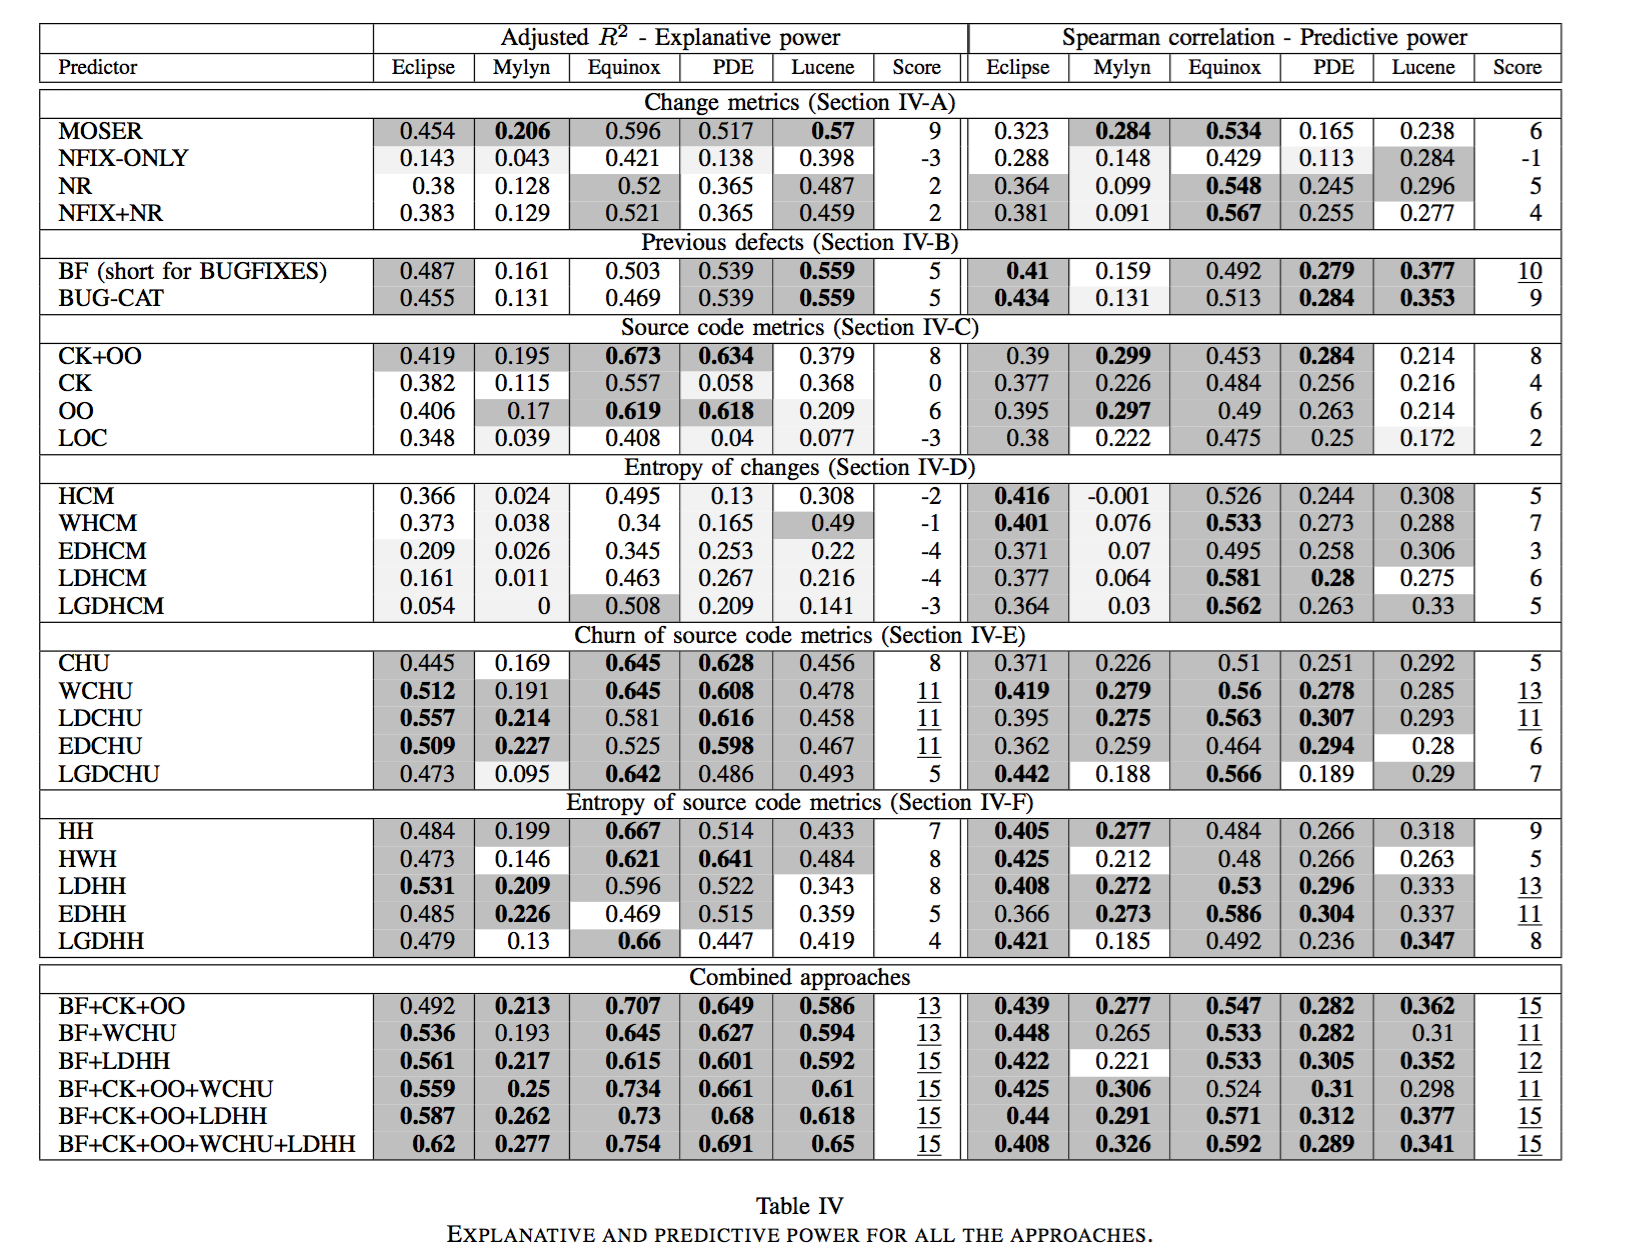 Adjusted R² - Explanative power Spearman correlation - Predictive power
Predictor Eclipse Mylyn Equinox PDE Lucene Score Eclipse Mylyn Equinox PDE Lucene Score
Change metrics (Section IV-A)
MOSER 0.454 0.206 0.596 0.517 0.57 9 0.323 0.284 0.534 0.165 0.238 6
NFIX-ONLY 0.143 0.043 0.421 0.138 0.398 -3 0.288 0.148 0.429 0.113 0.284 -1
NR 0.38 0.128 0.52 0.365 0.487 2 0.364 0.099 0.548 0.245 0.296 5
NFIX+NR 0.383 0.129 0.521 0.365 0.459 2 0.381 0.091 0.567 0.255 0.277 4
Previous defects (Section IV-B)
BF (short for BUGFIXES) 0.487 0.161 0.503 0.539 0.559 5 0.41 0.159 0.492 0.279 0.377 10
BUG-CAT 0.455 0.131 0.469 0.539 0.559 5 0.434 0.131 0.513 0.284 0.353 9
Source code metrics (Section IV-C)
CK+OO 0.419 0.195 0.673 0.634 0.379 8 0.39 0.299 0.453 0.284 0.214 8
CK 0.382 0.115 0.557 0.058 0.368 0 0.377 0.226 0.484 0.256 0.216 4
OO 0.406 0.17 0.619 0.618 0.209 6 0.395 0.297 0.49 0.263 0.214 6
LOC 0.348 0.039 0.408 0.04 0.077 -3 0.38 0.222 0.475 0.25 0.172 2
Entropy of changes (Section IV-D)
HCM 0.366 0.024 0.495 0.13 0.308 -2 0.416 -0.001 0.526 0.244 0.308 5
WHCM 0.373 0.038 0.34 0.165 0.49 -1 0.401 0.076 0.533 0.273 0.288 7
EDHCM 0.209 0.026 0.345 0.253 0.22 -4 0.371 0.07 0.495 0.258 0.306 3
LDHCM 0.161 0.011 0.463 0.267 0.216 -4 0.377 0.064 0.581 0.28 0.275 6
LGDHCM 0.054 0 0.508 0.209 0.141 -3 0.364 0.03 0.562 0.263 0.33 5
Churn of source code metrics (Section IV-E)
CHU 0.445 0.169 0.645 0.628 0.456 8 0.371 0.226 0.51 0.251 0.292 5
WCHU 0.512 0.191 0.645 0.608 0.478 11 0.419 0.279 0.56 0.278 0.285 13
LDCHU 0.557 0.214 0.581 0.616 0.458 11 0.395 0.275 0.563 0.307 0.293 11
EDCHU 0.509 0.227 0.525 0.598 0.467 11 0.362 0.259 0.464 0.294 0.28 6
LGDCHU 0.473 0.095 0.642 0.486 0.493 5 0.442 0.188 0.566 0.189 0.29 7
Entropy of source code metrics (Section IV-F)
HH 0.484 0.199 0.667 0.514 0.433 7 0.405 0.277 0.484 0.266 0.318 9
HWH 0.473 0.146 0.621 0.641 0.484 8 0.425 0.212 0.48 0.266 0.263 5
LDHH 0.531 0.209 0.596 0.522 0.343 8 0.408 0.272 0.53 0.296 0.333 13
EDHH 0.485 0.226 0.469 0.515 0.359 5 0.366 0.273 0.586 0.304 0.337 11
LGDHH 0.479 0.13 0.66 0.447 0.419 4 0.421 0.185 0.492 0.236 0.347 8
Combined approaches
BF+CK+OO 0.492 0.213 0.707 0.649 0.586 13 0.439 0.277 0.547 0.282 0.362 15
BF+WCHU 0.536 0.193 0.645 0.627 0.594 13 0.448 0.265 0.533 0.282 0.31 11
BF+LDHH 0.561 0.217 0.615 0.601 0.592 15 0.422 0.221 0.533 0.305 0.352 12
BF+CK+OO+WCHU 0.559 0.25 0.734 0.661 0.61 15 0.425 0.306 0.524 0.31 0.298 11
BF+CK+OO+LDHH 0.587 0.262 0.73 0.68 0.618 15 0.44 0.291 0.571 0.312 0.377 15
BF+CK+OO+WCHU+LDHH 0.62 0.277 0.754 0.691 0.65 15 0.408 0.326 0.592 0.289 0.341 15
Table IV
EXPLANATIVE AND PREDICTIVE POWER FOR ALL THE APPROACHES.